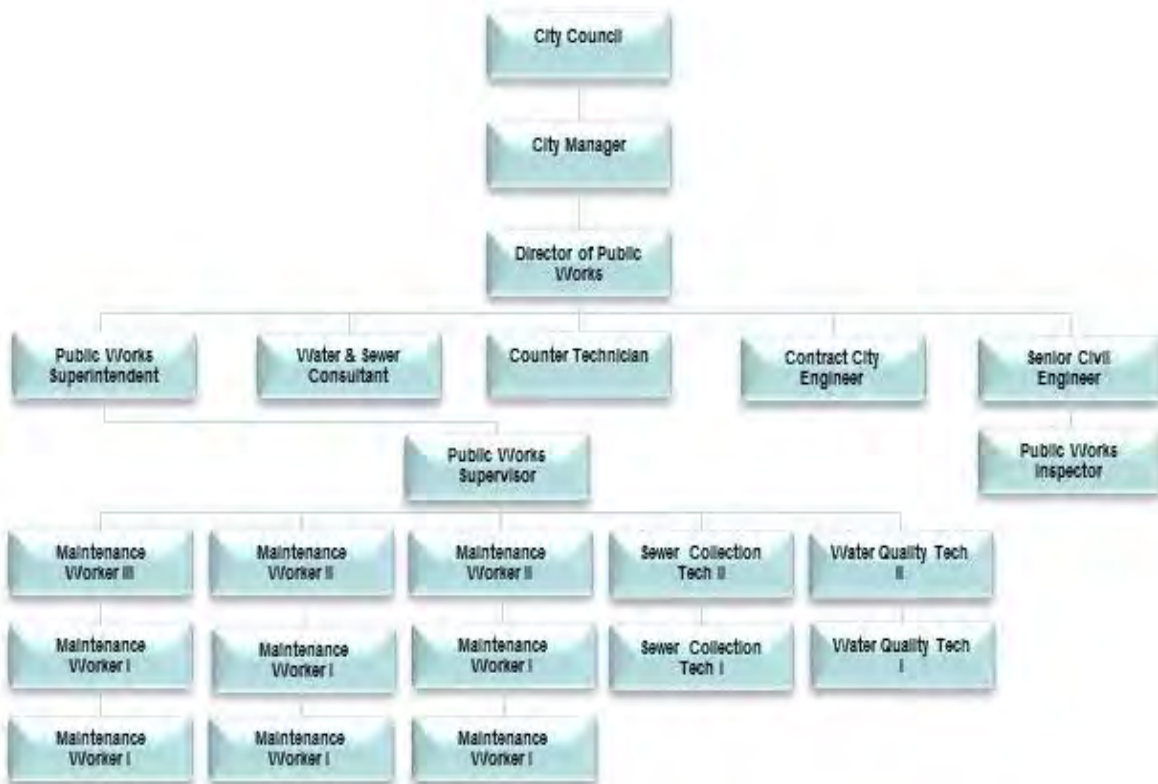 City Council
City Manager
Director of Public
Works
Public Works
Superintendent
Water & Sewer
Consultant
Counter Technician
Contract City
Engineer
Senior Civil
Engineer
Public Works
Supervisor
Public Works
Inspector
Maintenance
Worker III
Maintenance
Worker II
Maintenance
Worker II
Sewer Collection
Tech II
Water Quality Tech
II
Maintenance
Worker I
Maintenance
Worker I
Maintenance
Worker I
Sewer Collection
Tech I
Water Quality Tech
I
Maintenance
Worker I
Maintenance
Worker I
Maintenance
Worker I